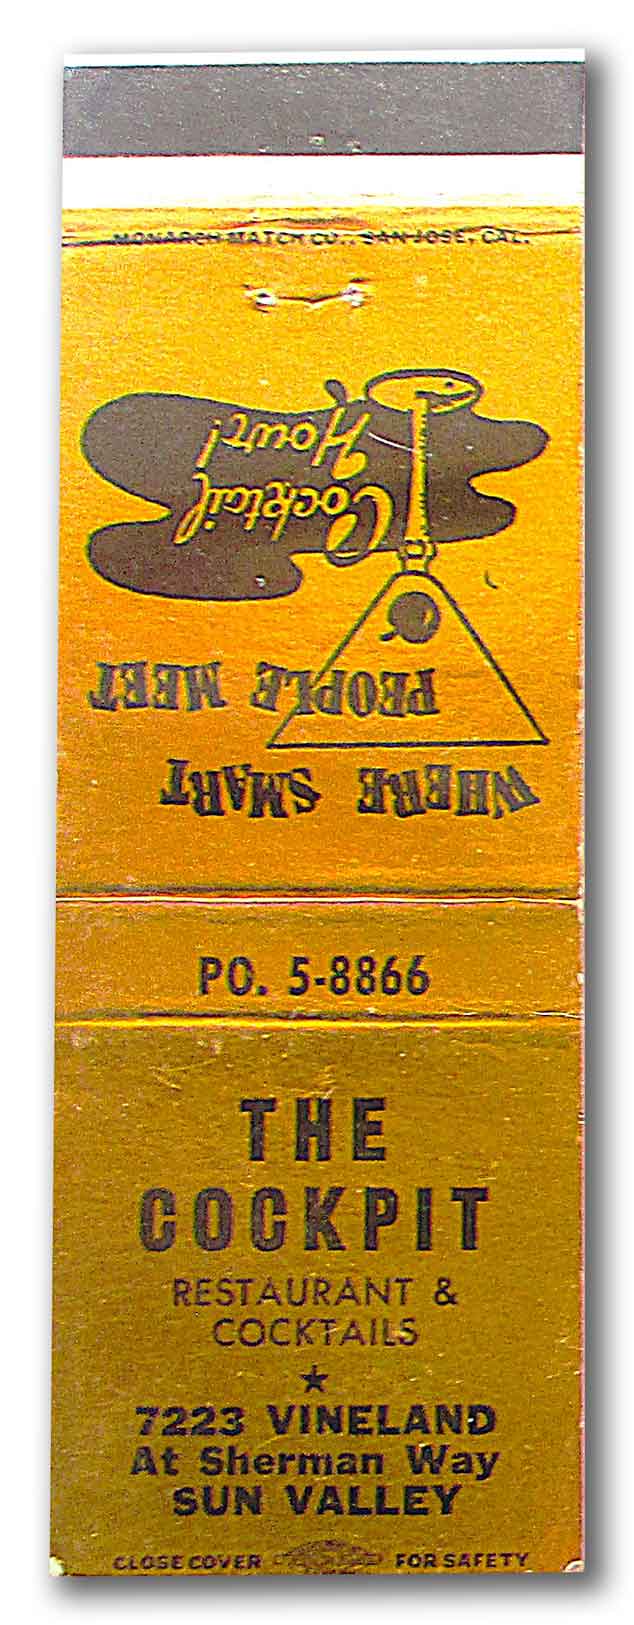 MONARCH MATCH CO., SAN JOSE, CAL.
WHERE SMART
PEOPLE MEET
Cocktail
Hour!
PO. 5-8866
THE
COCKPIT
RESTAURANT &
COCKTAILS
7223 VINELAND
At Sherman Way
SUN VALLEY
CLOSE COVER FOR SAFETY